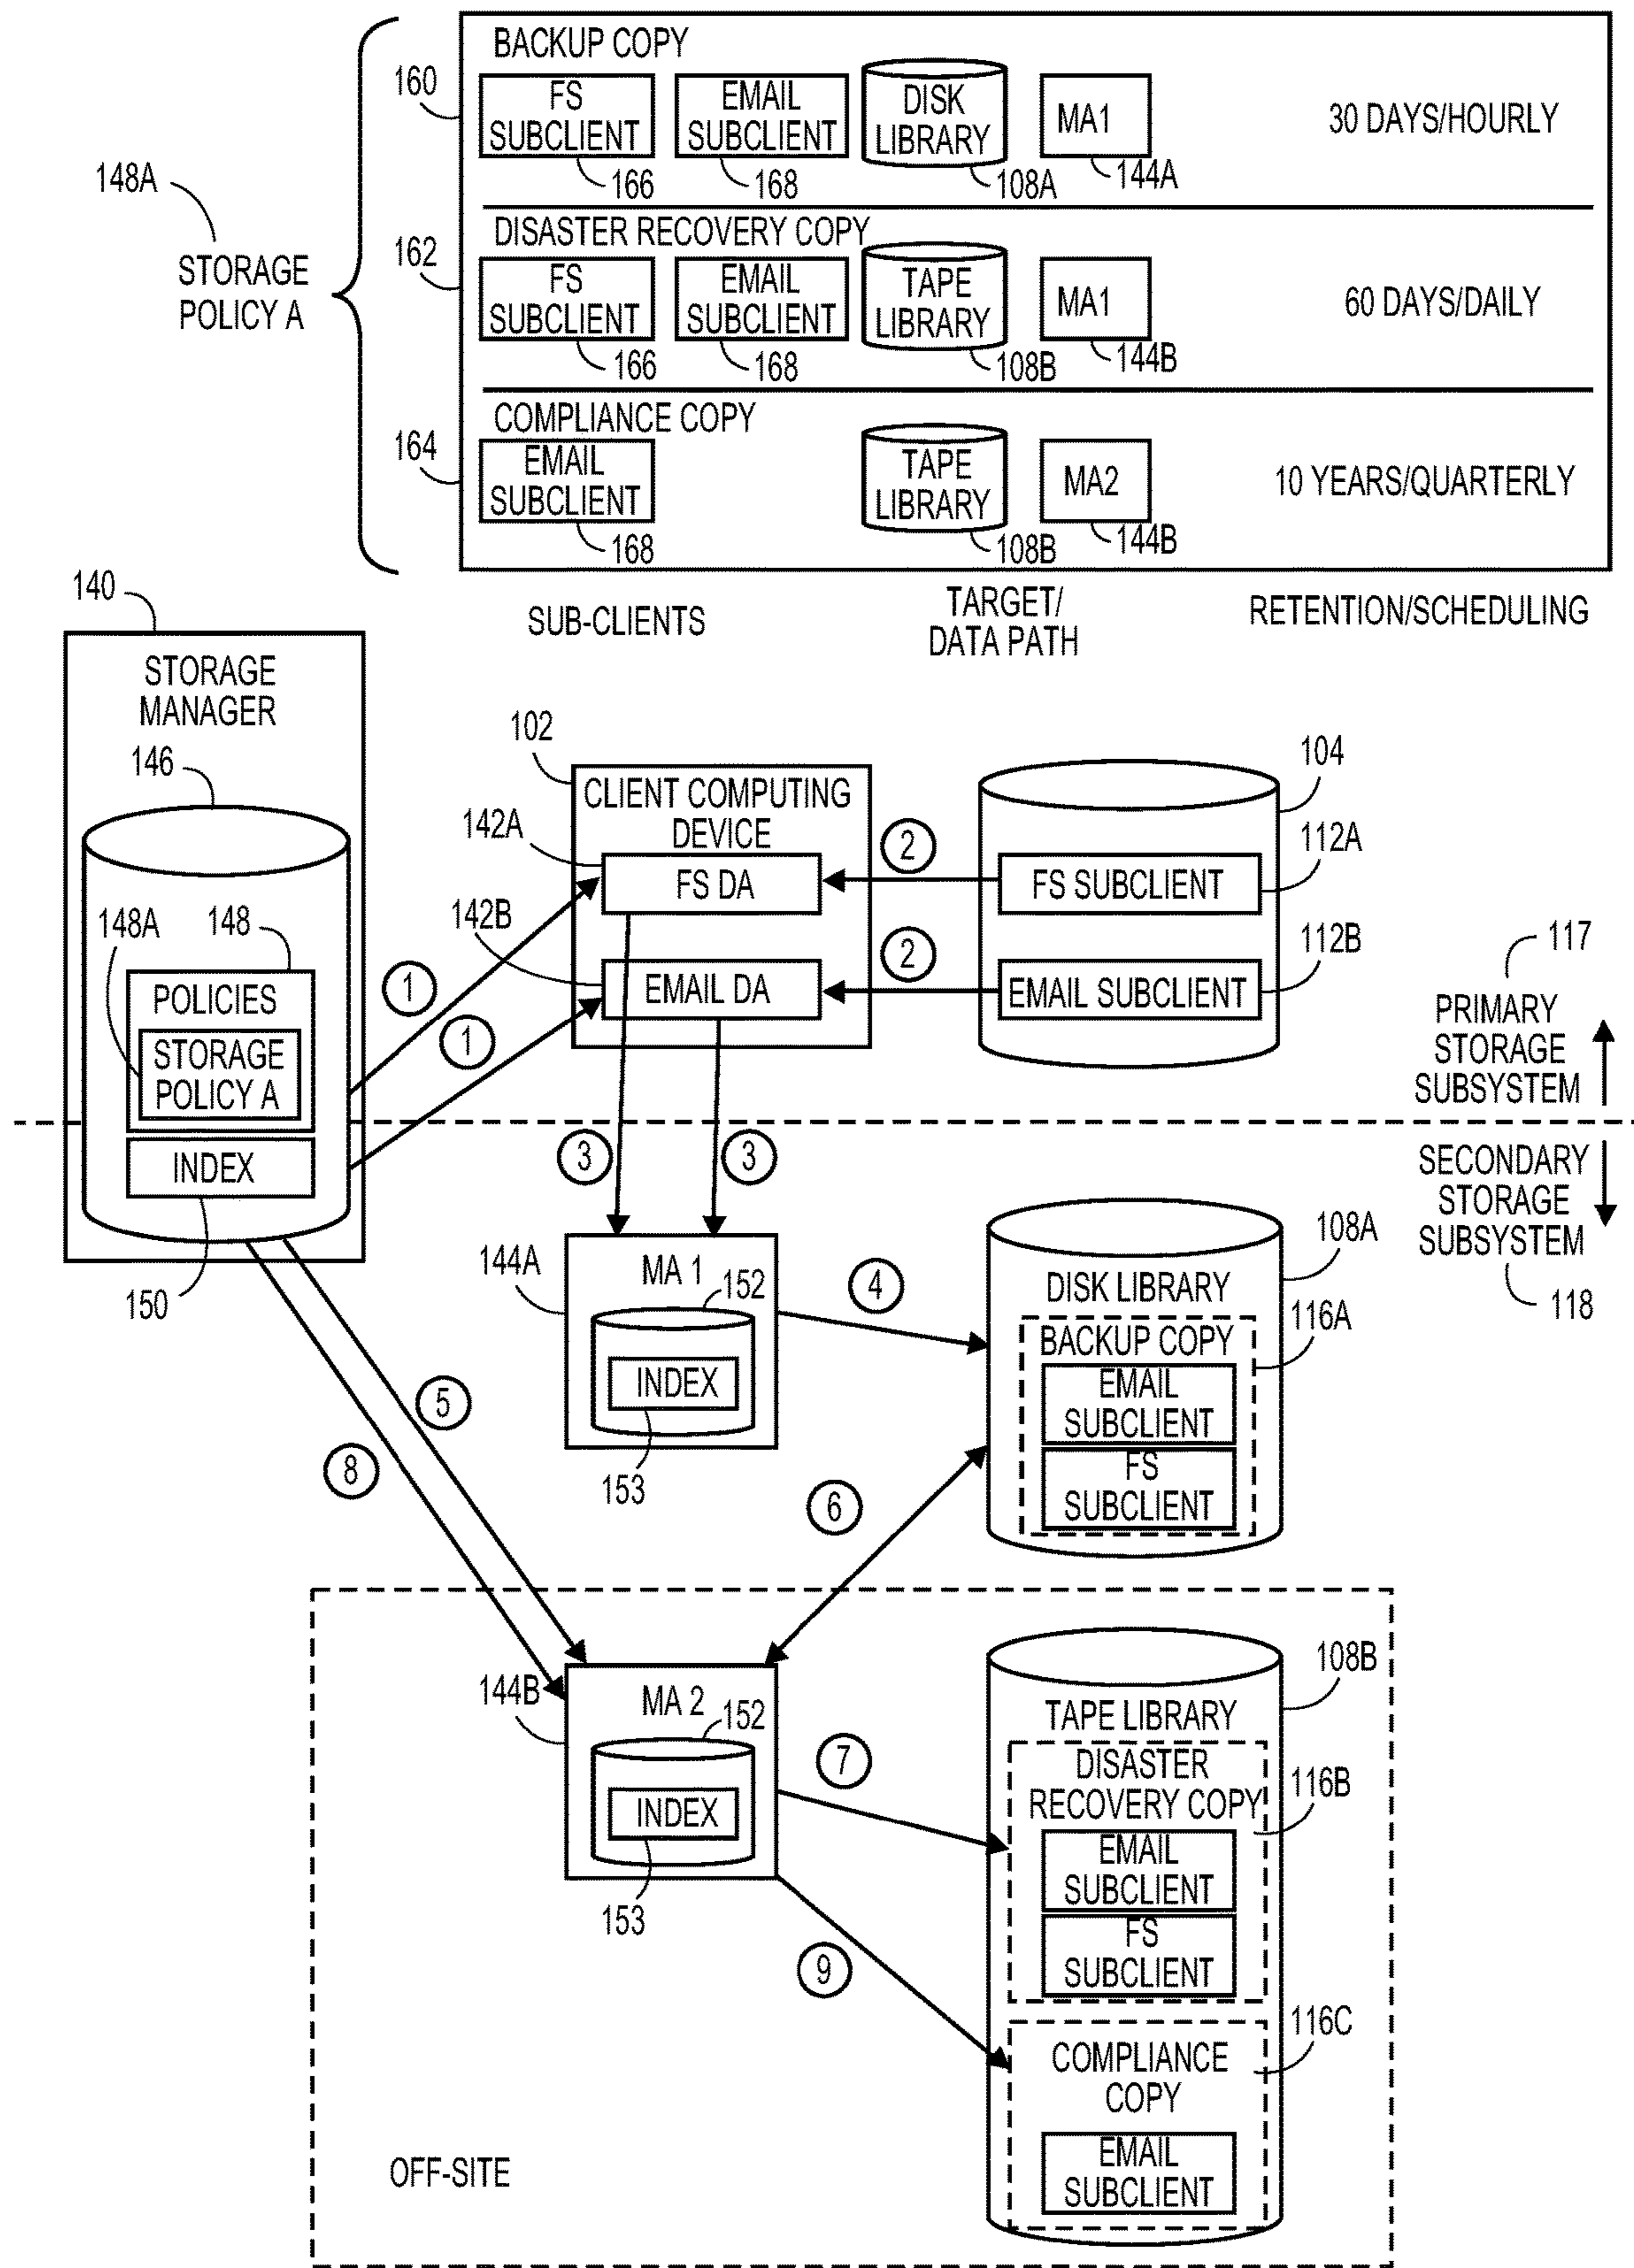 BACKUP COPY
160
FS
SUBCLIENT
166
EMAIL
SUBCLIENT
168
DISK
LIBRARY
108A
MA1
144A
30 DAYS/HOURLY
148A
STORAGE
POLICY A
DISASTER RECOVERY COPY
162
FS
SUBCLIENT
166
EMAIL
SUBCLIENT
168
TAPE
LIBRARY
108B
MA1
144B
60 DAYS/DAILY
COMPLIANCE COPY
164
EMAIL
SUBCLIENT
168
TAPE
LIBRARY
108B
MA2
144B
10 YEARS/QUARTERLY
SUB-CLIENTS
TARGET/
DATA PATH
RETENTION/SCHEDULING
140
STORAGE
MANAGER
146
148A
148
POLICIES
STORAGE
POLICY A
INDEX
150
1
1
102
CLIENT COMPUTING
DEVICE
142A
FS DA
142B
EMAIL DA
2
2
104
FS SUBCLIENT
112A
EMAIL SUBCLIENT
112B
117
PRIMARY
STORAGE
SUBSYSTEM
SECONDARY
STORAGE
SUBSYSTEM
118
3
3
144A
MA 1
152
INDEX
153
4
108A
DISK LIBRARY
116A
BACKUP COPY
EMAIL
SUBCLIENT
FS
SUBCLIENT
5
8
6
144B
MA 2
152
INDEX
153
7
9
108B
TAPE LIBRARY
DISASTER
RECOVERY COPY
116B
EMAIL
SUBCLIENT
FS
SUBCLIENT
116C
COMPLIANCE
COPY
EMAIL
SUBCLIENT
OFF-SITE